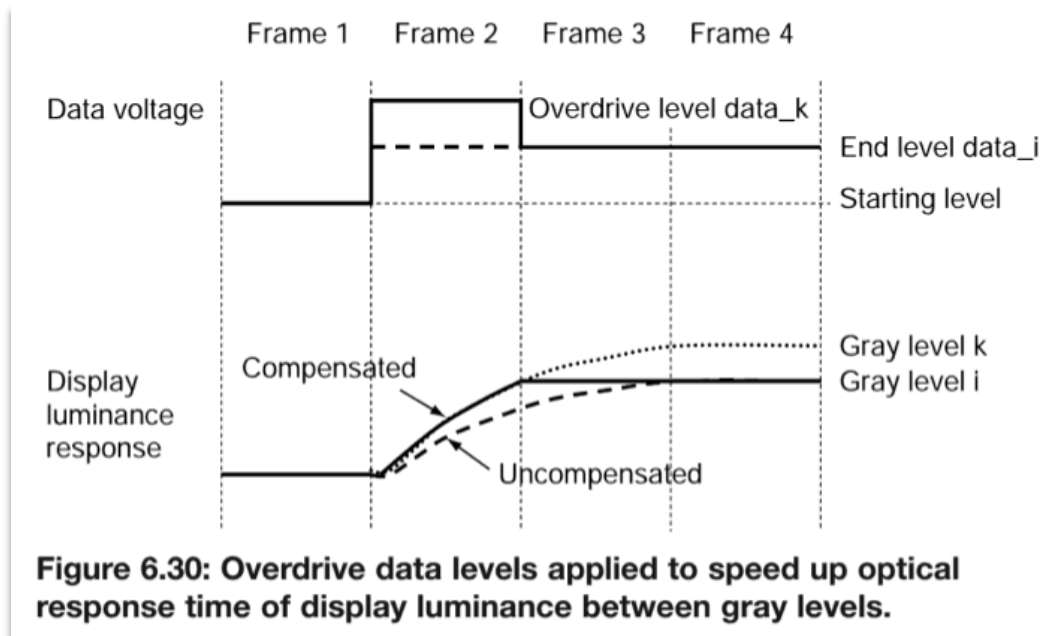 Frame 1 Frame 2 Frame 3 Frame 4
Data voltage
Overdrive level data_k
End level data_i
Starting level
Gray level k
Compensated
Gray level i
Display
luminance
response
Uncompensated
Figure 6.30: Overdrive data levels applied to speed up optical
response time of display luminance between gray levels.